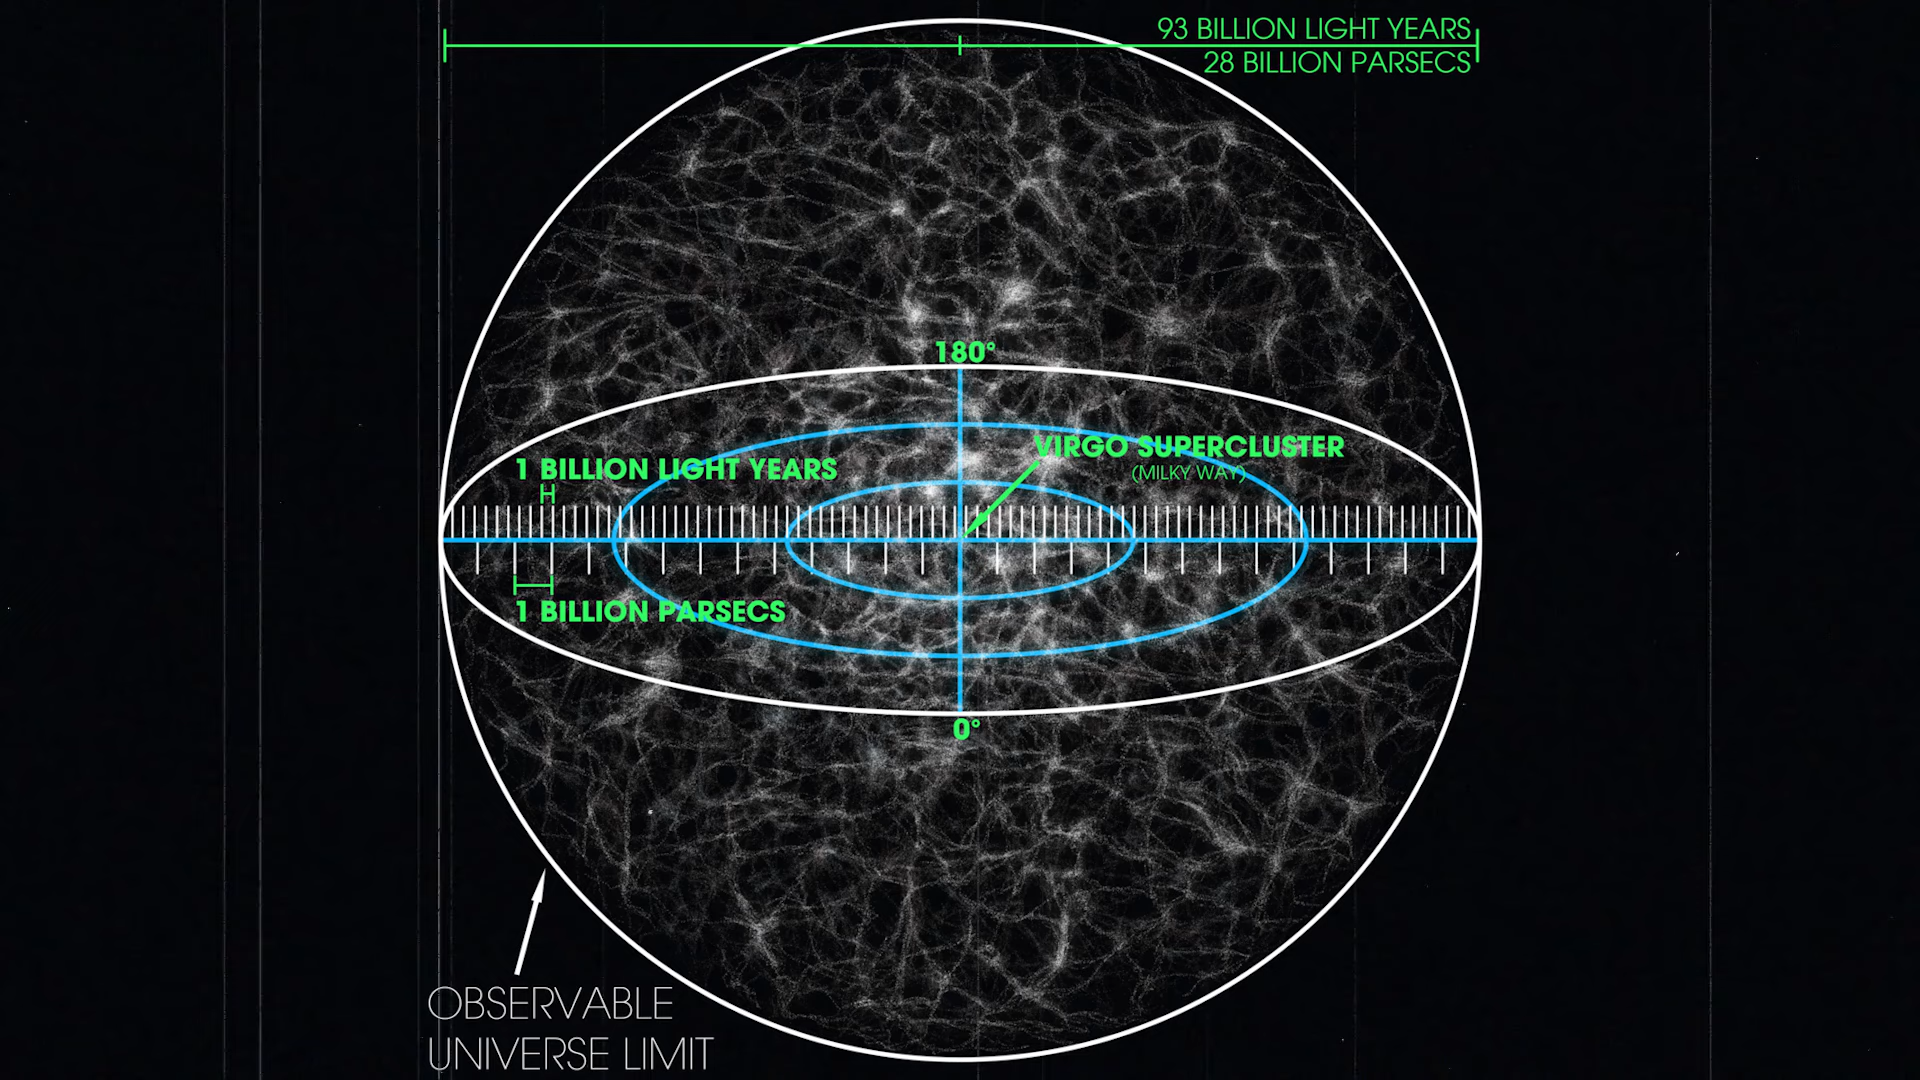 93 BILLION LIGHT YEARS
28 BILLION PARSECS
180°
VIRGO SUPERCLUSTER
(MILKY WAY)
1 BILLION LIGHT YEARS
1 BILLION PARSECS
0°
OBSERVABLE
UNIVERSE LIMIT